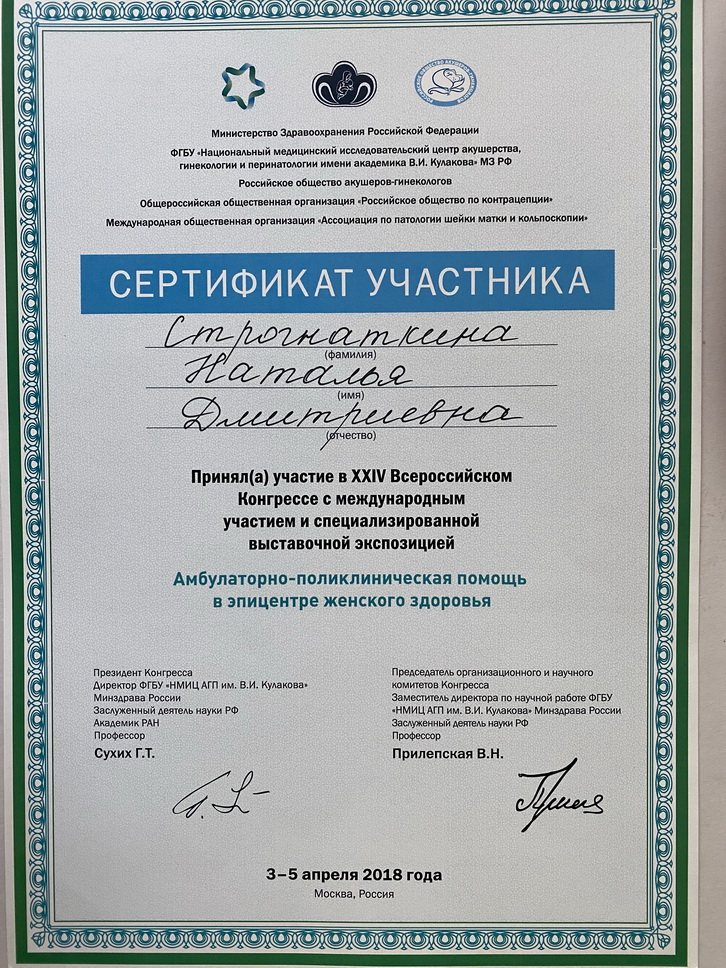 Министерство Здравоохранения Российской Федерации
ФГБУ «Национальный медицинский исследовательский центр акушерства,
гинекологии и перинатологии имени академика В.И. Кулакова» МЗ РФ
Российское общество акушеров-гинекологов
Общероссийская общественная организация «Российское общество по контрацепции»
Международная общественная организация «Ассоциация по патологии шейки матки и кольпоскопии»
СЕРТИФИКАТ УЧАСТНИКА
Строгнаткина
(фамилия)
Наталья
(имя)
Дмитриевна
(отчество)
Принял(а) участие в XXIV Всероссийском
Конгрессе с международным
участием и специализированной
выставочной экспозицией
Амбулаторно-поликлиническая помощь
в эпицентре женского здоровья
Президент Конгресса
Директор ФГБУ «НМИЦ АГП им. В.И. Кулакова»
Минздрава России
Заслуженный деятель науки РФ
Академик РАН
Профессор
Сухих Г.Т.
Председатель организационного и научного
комитетов Конгресса
Заместитель директора по научной работе ФГБУ
«НМИЦ АГП им. В.И. Кулакова» Минздрава России
Заслуженный деятель науки РФ
Профессор
Прилепская В.Н.
3–5 апреля 2018 года
Москва, Россия